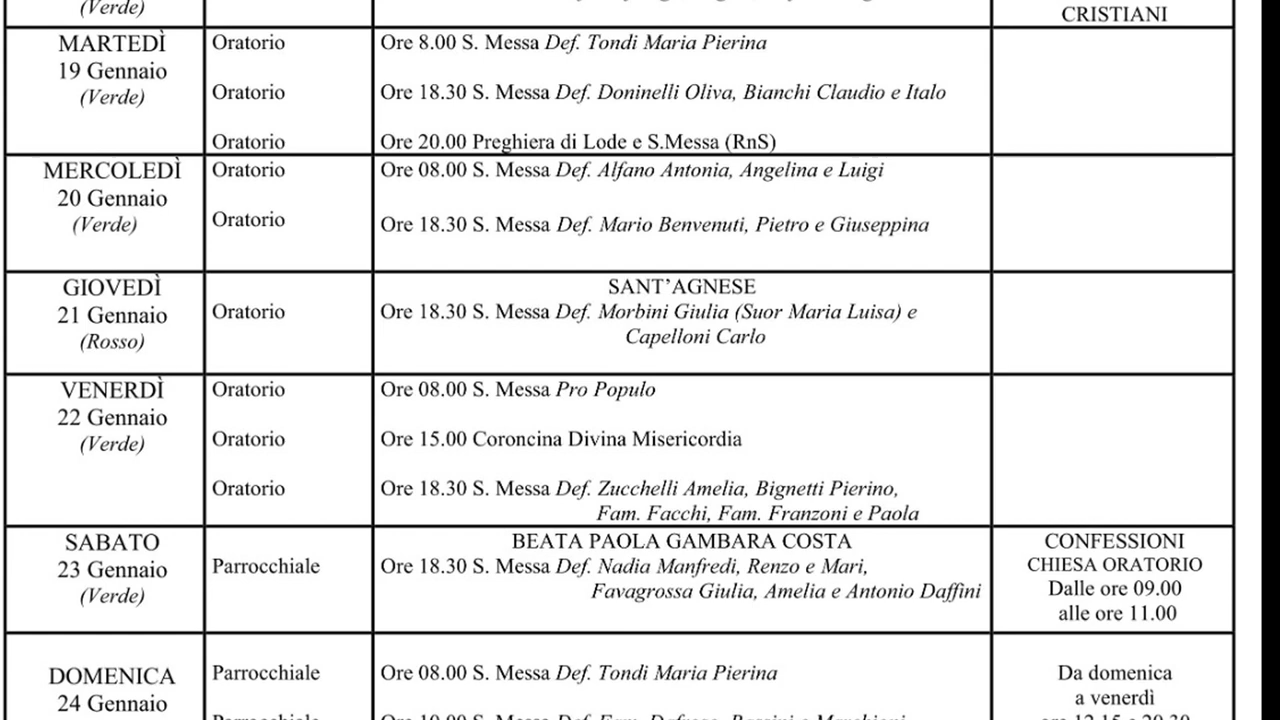 (Verde)
CRISTIANI
MARTEDÌ
19 Gennaio
(Verde)
Oratorio
Ore 8.00 S. Messa Def. Tondi Maria Pierina
Oratorio
Ore 18.30 S. Messa Def. Doninelli Oliva, Bianchi Claudio e Italo
Oratorio
Ore 20.00 Preghiera di Lode e S.Messa (RnS)
MERCOLEDÌ
20 Gennaio
(Verde)
Oratorio
Ore 08.00 S. Messa Def. Alfano Antonia, Angelina e Luigi
Oratorio
Ore 18.30 S. Messa Def. Mario Benvenuti, Pietro e Giuseppina
GIOVEDÌ
21 Gennaio
(Rosso)
SANT’AGNESE
Oratorio
Ore 18.30 S. Messa Def. Morbini Giulia (Suor Maria Luisa) e
Capelloni Carlo
VENERDÌ
22 Gennaio
(Verde)
Oratorio
Ore 08.00 S. Messa Pro Populo
Oratorio
Ore 15.00 Coroncina Divina Misericordia
Oratorio
Ore 18.30 S. Messa Def. Zucchelli Amelia, Bignetti Pierino,
Fam. Facchi, Fam. Franzoni e Paola
SABATO
23 Gennaio
(Verde)
BEATA PAOLA GAMBARA COSTA
Parrocchiale
Ore 18.30 S. Messa Def. Nadia Manfredi, Renzo e Mari,
Favagrossa Giulia, Amelia e Antonio Daffini
CONFESSIONI
CHIESA ORATORIO
Dalle ore 09.00
alle ore 11.00
DOMENICA
24 Gennaio
Parrocchiale
Ore 08.00 S. Messa Def. Tondi Maria Pierina
Da domenica
a venerdì